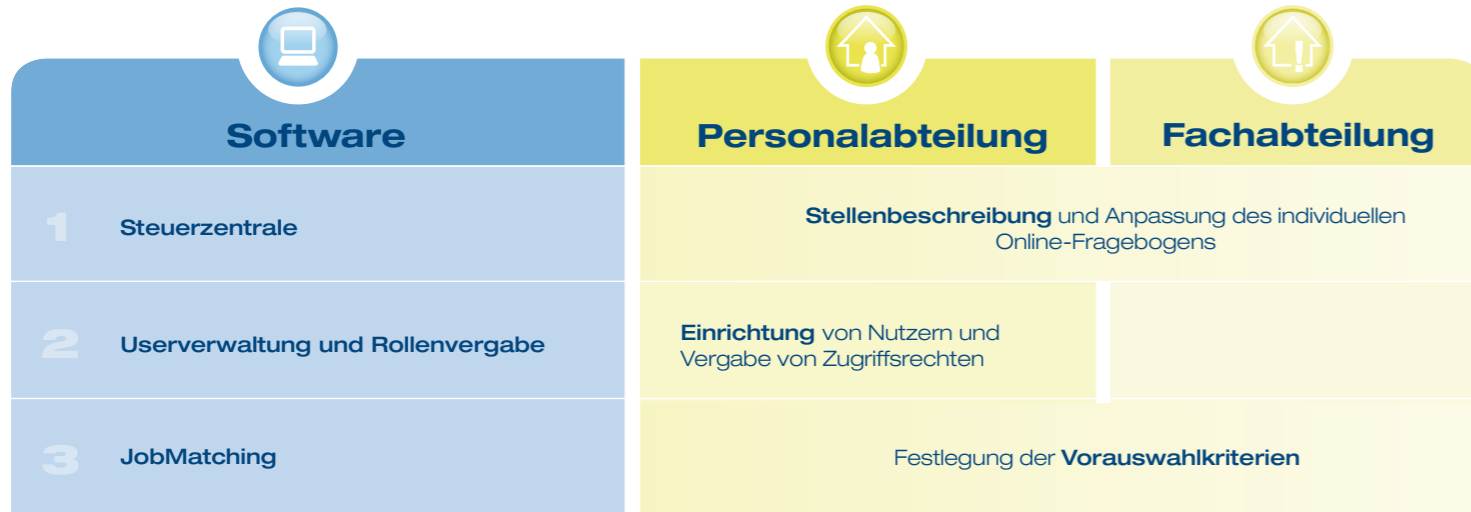 Software
Personalabteilung
Fachabteilung
1 Steuerzentrale
Stellenbeschreibung und Anpassung des individuellen
Online-Fragebogens
2 Userverwaltung und Rollenvergabe
Einrichtung von Nutzern und
Vergabe von Zugriffsrechten
3 JobMatching
Festlegung der Vorauswahlkriterien